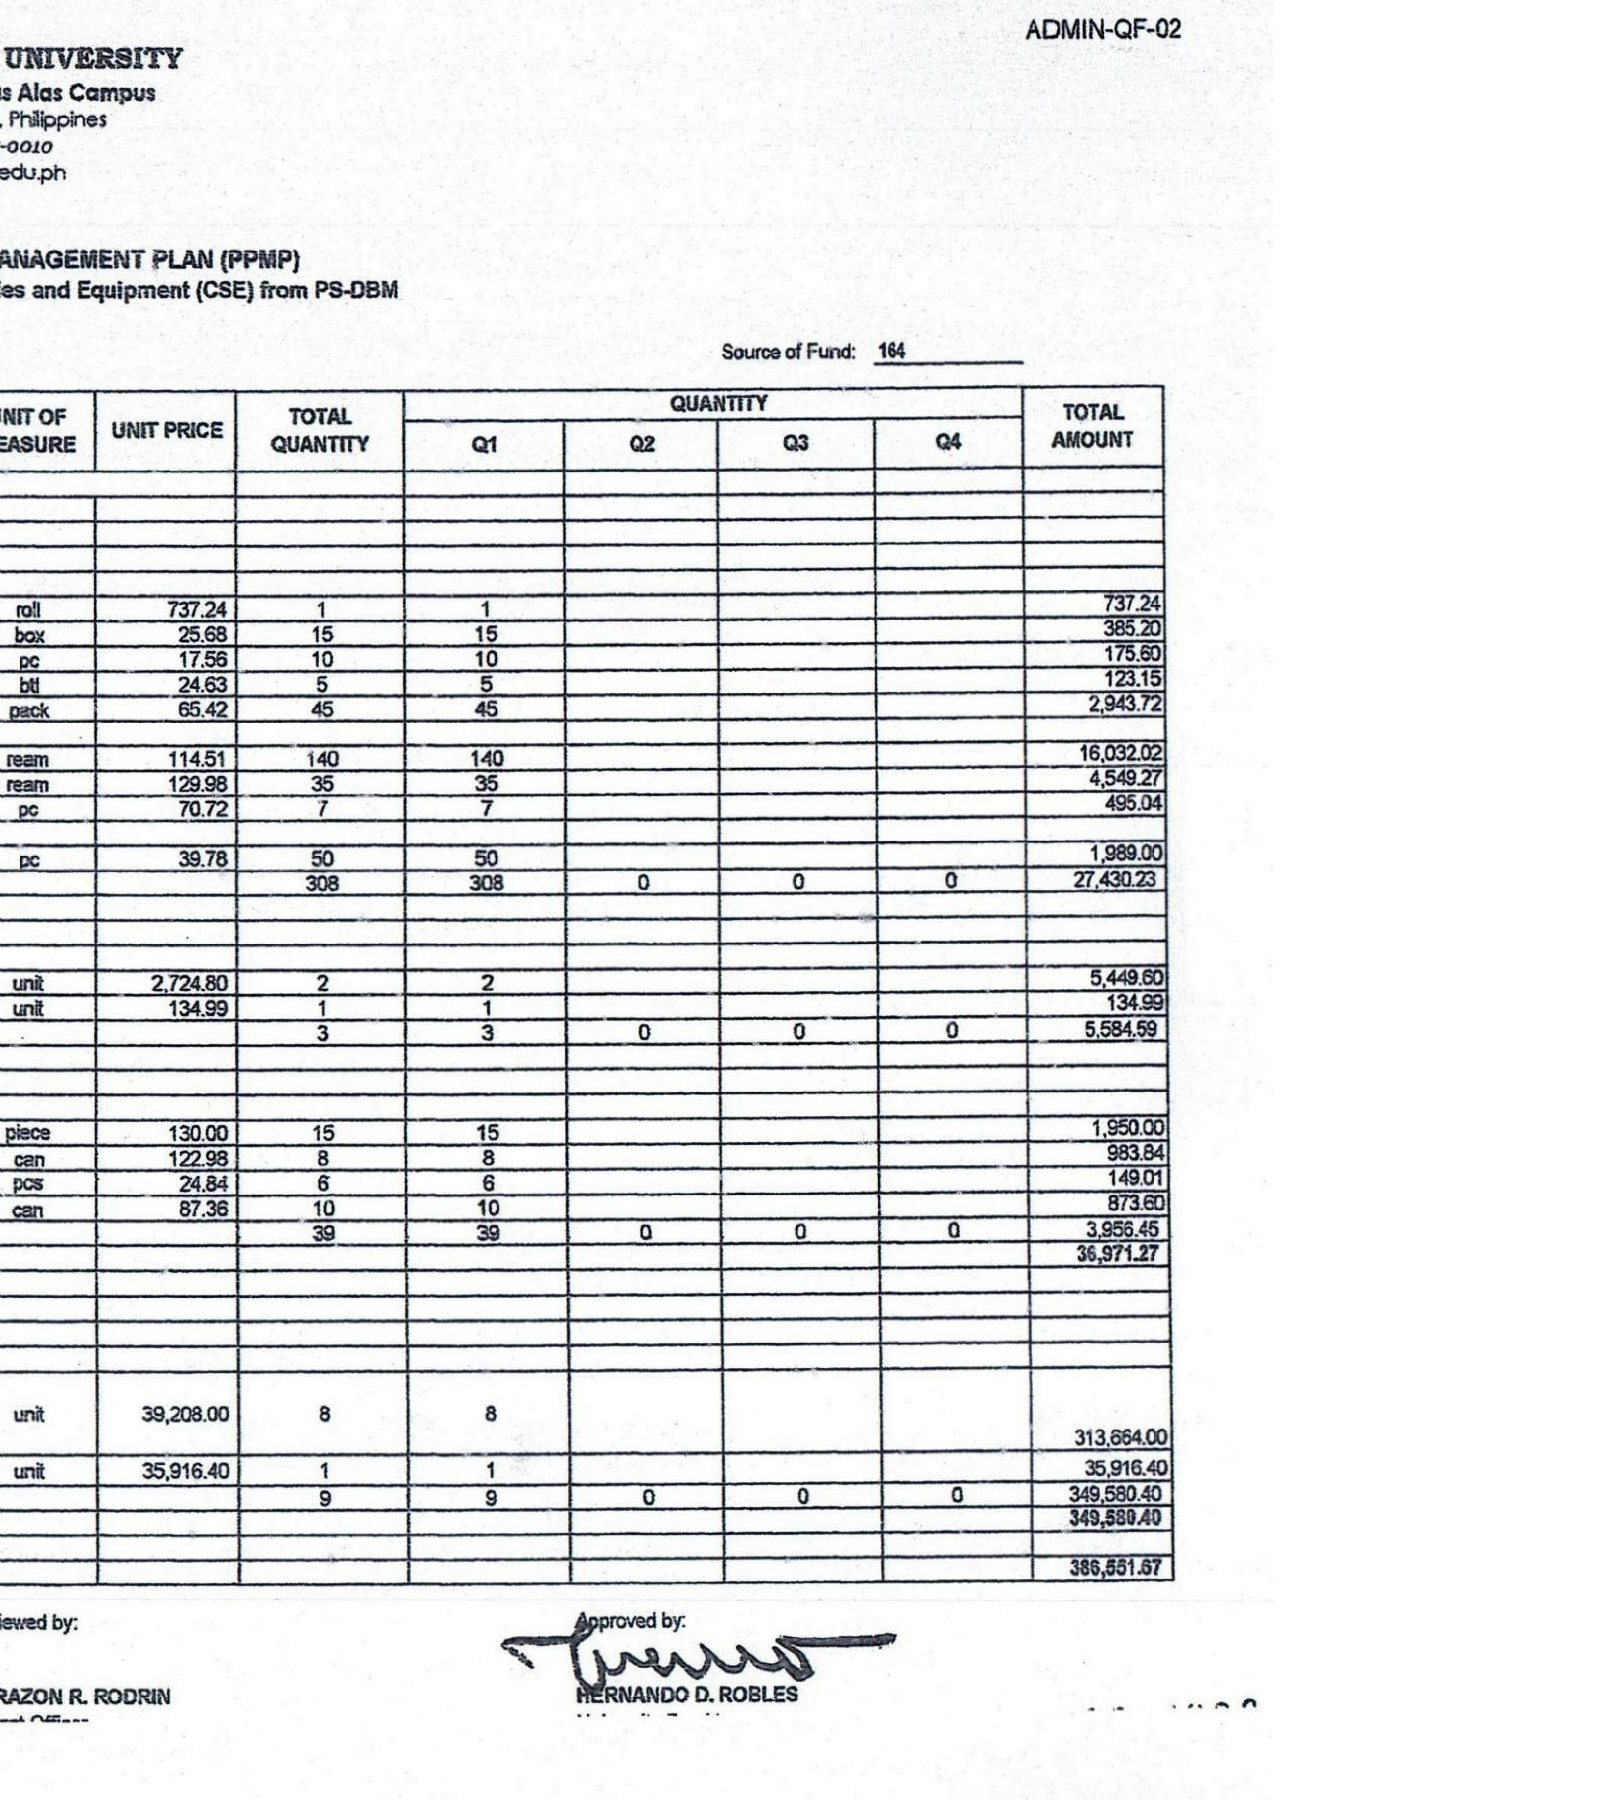 ADMIN-QF-02
UNIVERSITY
us Alas Campus
, Philippines
-0010
edu.ph
ANAGEMENT PLAN (PPMP)
ies and Equipment (CSE) from PS-DBM
Source of Fund: 164
NIT OF EASURE UNIT PRICE TOTAL QUANTITY QUANTITY Q1 Q2 Q3 Q4 TOTAL AMOUNT
roll 737.24 1 1 737.24
box 25.68 15 15 385.20
pc 17.56 10 10 175.60
btl 24.63 5 5 123.15
pack 65.42 45 45 2,943.72
ream 114.51 140 140 16,032.02
ream 129.98 35 35 4,549.27
pc 70.72 7 7 495.04
pc 39.78 50 50 1,989.00
308 308 0 0 0 27,430.23
unit 2,724.80 2 2 5,449.60
unit 134.99 1 1 134.99
3 3 0 0 0 5,584.59
piece 130.00 15 15 1,950.00
can 122.98 8 8 983.84
pcs 24.84 6 6 149.01
can 87.36 10 10 873.60
39 39 0 0 0 3,956.45
36,971.27
unit 39,208.00 8 8 313,664.00
unit 35,916.40 1 1 35,916.40
9 9 0 0 0 349,580.40
349,580.40
386,551.67
iewed by: Approved by:
RAZON R. RODRIN HERNANDO D. ROBLES